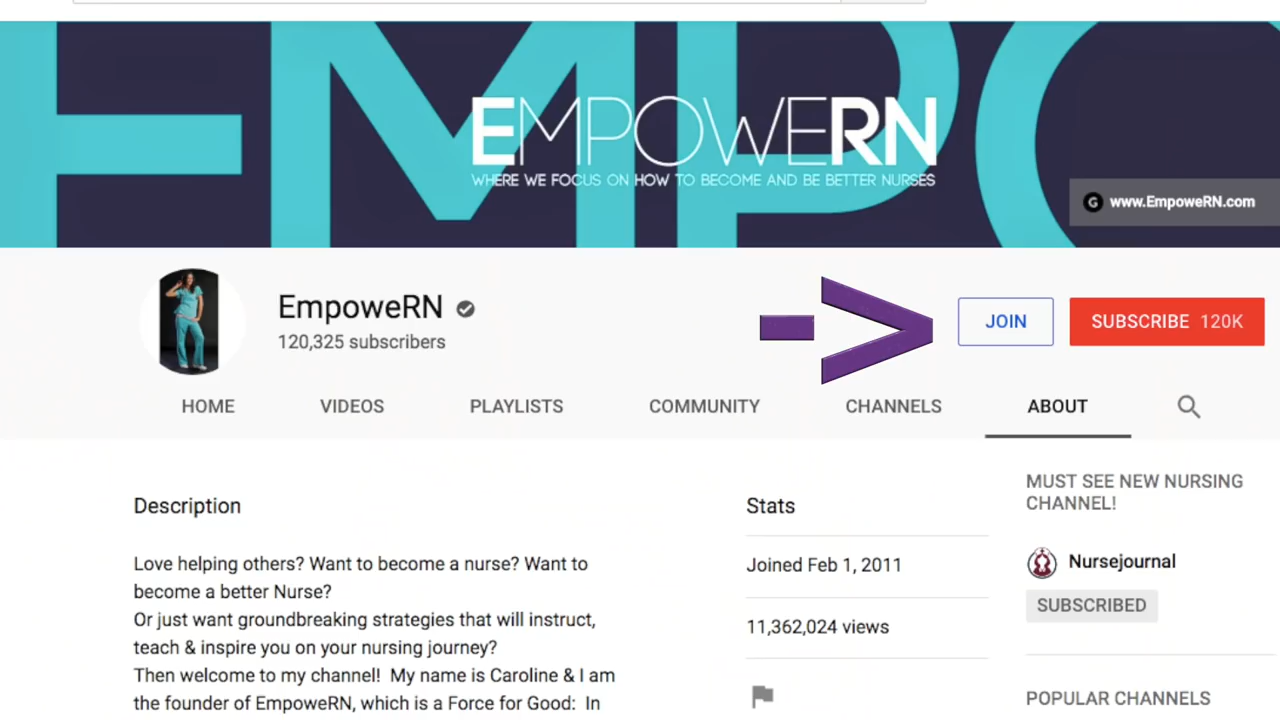 EMPOWERN
WHERE WE FOCUS ON HOW TO BECOME AND BE BETTER NURSES
www.EmpoweRN.com
EmpoweRN
120,325 subscribers
JOIN
SUBSCRIBE 120K
HOME
VIDEOS
PLAYLISTS
COMMUNITY
CHANNELS
ABOUT
Description
Love helping others? Want to become a nurse? Want to
become a better Nurse?
Or just want groundbreaking strategies that will instruct,
teach & inspire you on your nursing journey?
Then welcome to my channel! My name is Caroline & I am
the founder of EmpoweRN, which is a Force for Good: In
Stats
Joined Feb 1, 2011
11,362,024 views
MUST SEE NEW NURSING
CHANNEL!
Nursejournal
SUBSCRIBED
POPULAR CHANNELS